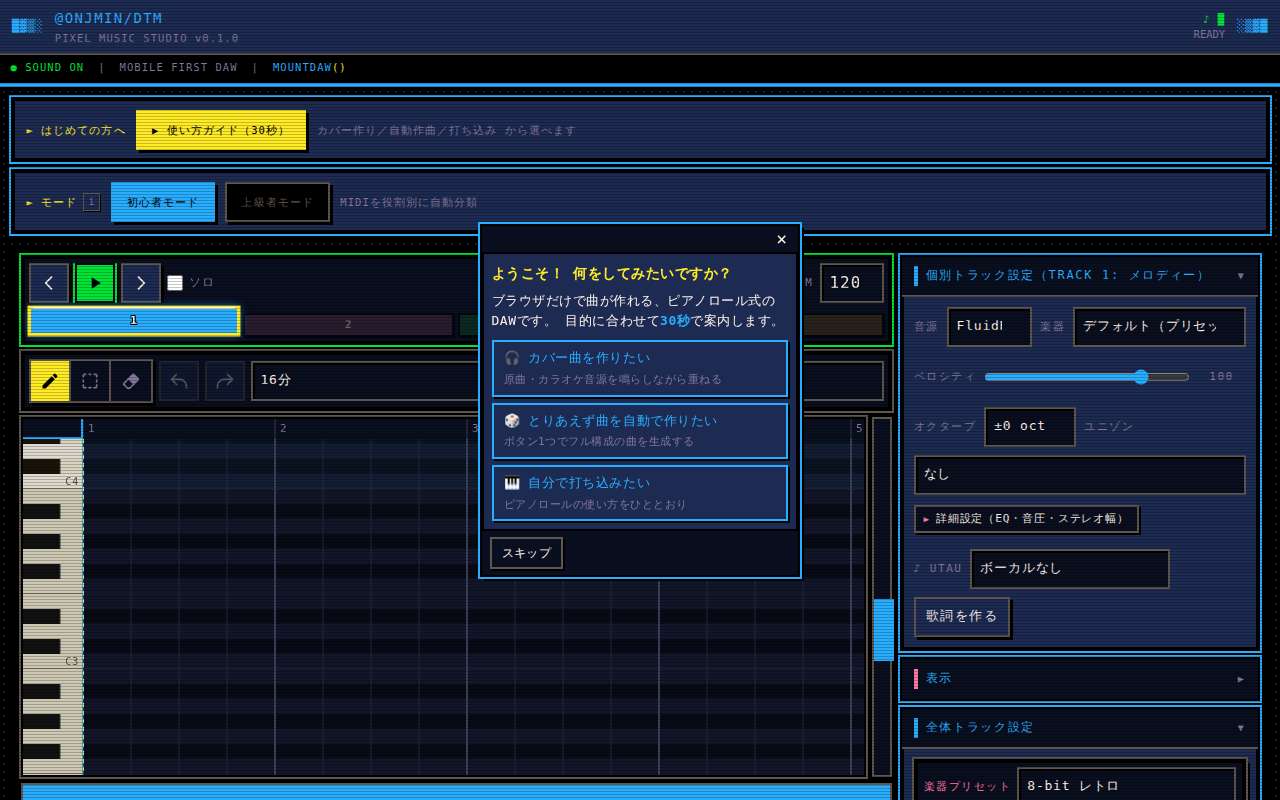 @ONJMIN/DTM
PIXEL MUSIC STUDIO v0.1.0
READY
● SOUND ON | MOBILE FIRST DAW | MOUNTDAW()
► はじめての方へ
▶ 使い方ガイド（30秒）
カバー作り／自動作曲／打ち込み から選べます
► モード
i
初心者モード
上級者モード
MIDIを役割別に自動分類
ソロ
M
120
1
2
16分
1
2
3
5
C4
C3
×
ようこそ！ 何をしてみたいですか？
ブラウザだけで曲が作れる、ピアノロール式の
DAWです。 目的に合わせて30秒で案内します。
🎧 カバー曲を作りたい
原曲・カラオケ音源を鳴らしながら重ねる
🎲 とりあえず曲を自動で作りたい
ボタン1つでフル構成の曲を生成する
🎹 自分で打ち込みたい
ピアノロールの使い方をひととおり
スキップ
個別トラック設定（TRACK 1: メロディー）
▼
音源
Fluid
楽器
デフォルト（プリセッ
ベロシティ
100
オクターブ
±0 oct
ユニゾン
なし
► 詳細設定（EQ・音圧・ステレオ幅）
♪ UTAU
ボーカルなし
歌詞を作る
表示
▶
全体トラック設定
▼
楽器プリセット
8-bit レトロ